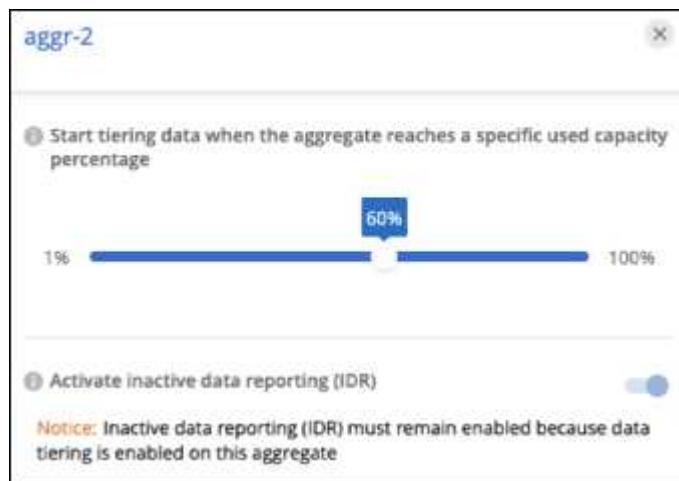 aggr-2
Start tiering data when the aggregate reaches a specific used capacity
percentage
60%
1%
100%
Activate inactive data reporting (IDR)
Notice: Inactive data reporting (IDR) must remain enabled because data
tiering is enabled on this aggregate